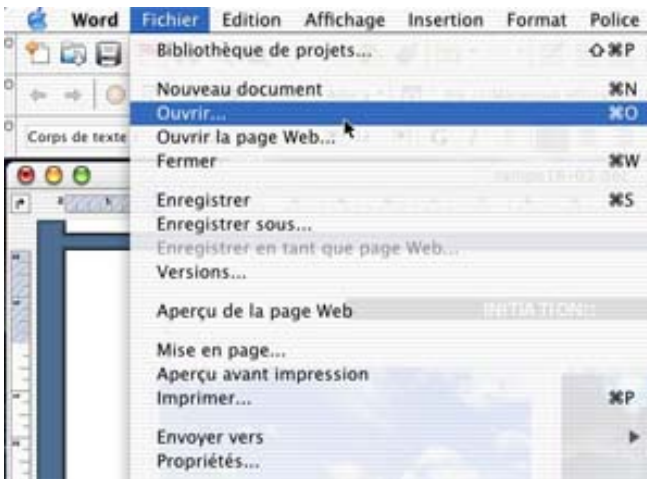 Word Fichier Edition Affichage Insertion Format Police
Bibliothèque de projets... ⇧⌘P
Nouveau document ⌘N
Ouvrir... ⌘O
Ouvrir la page Web...
Corps de texte
Fermer ⌘W
Enregistrer ⌘S
Enregistrer sous...
Enregistrer en tant que page Web...
Versions...
Aperçu de la page Web
INITIATION
Mise en page...
Aperçu avant impression
Imprimer... ⌘P
Envoyer vers
Propriétés...